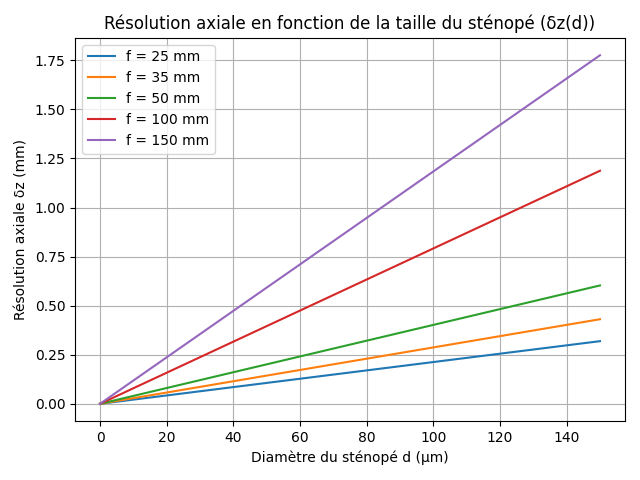 Résolution axiale en fonction de la taille du sténopé (δz(d))
f = 25 mm
f = 35 mm
f = 50 mm
f = 100 mm
f = 150 mm
Résolution axiale δz (mm)
1.75
1.50
1.25
1.00
0.75
0.50
0.25
0.00
0 20 40 60 80 100 120 140
Diamètre du sténopé d (μm)